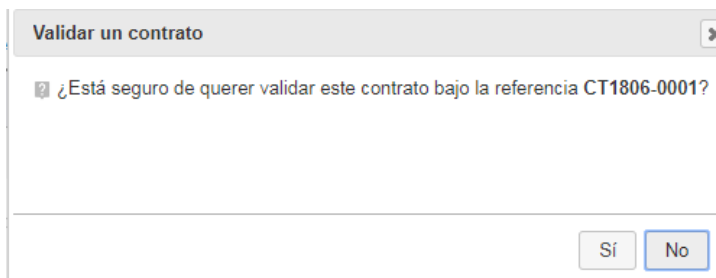 Validar un contrato
¿Está seguro de querer validar este contrato bajo la referencia CT1806-0001?
Sí No